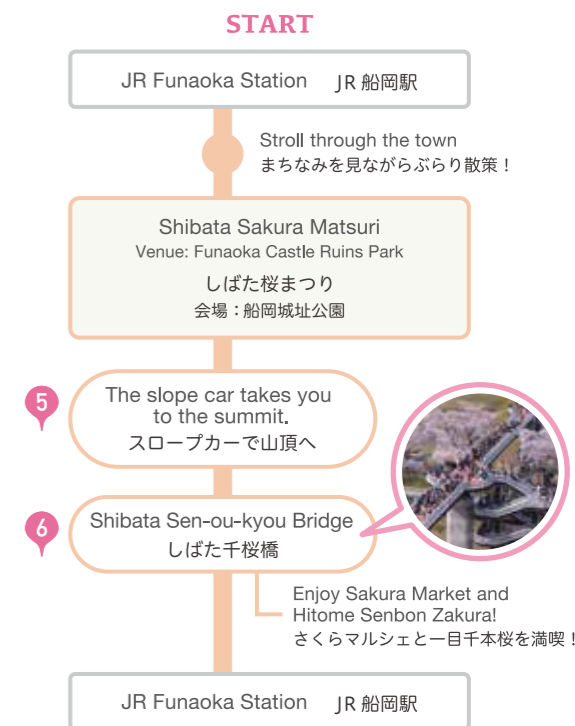 START
JR Funaoka Station JR 船岡駅
Stroll through the town
まちなみを見ながらぶらり散策！
Shibata Sakura Matsuri
Venue: Funaoka Castle Ruins Park
しばた桜まつり
会場：船岡城址公園
5
The slope car takes you
to the summit.
スロープカーで山頂へ
6
Shibata Sen-ou-kyou Bridge
しばた千桜橋
Enjoy Sakura Market and
Hitome Senbon Zakura!
さくらマルシェと一目千本桜を満喫！
JR Funaoka Station JR 船岡駅